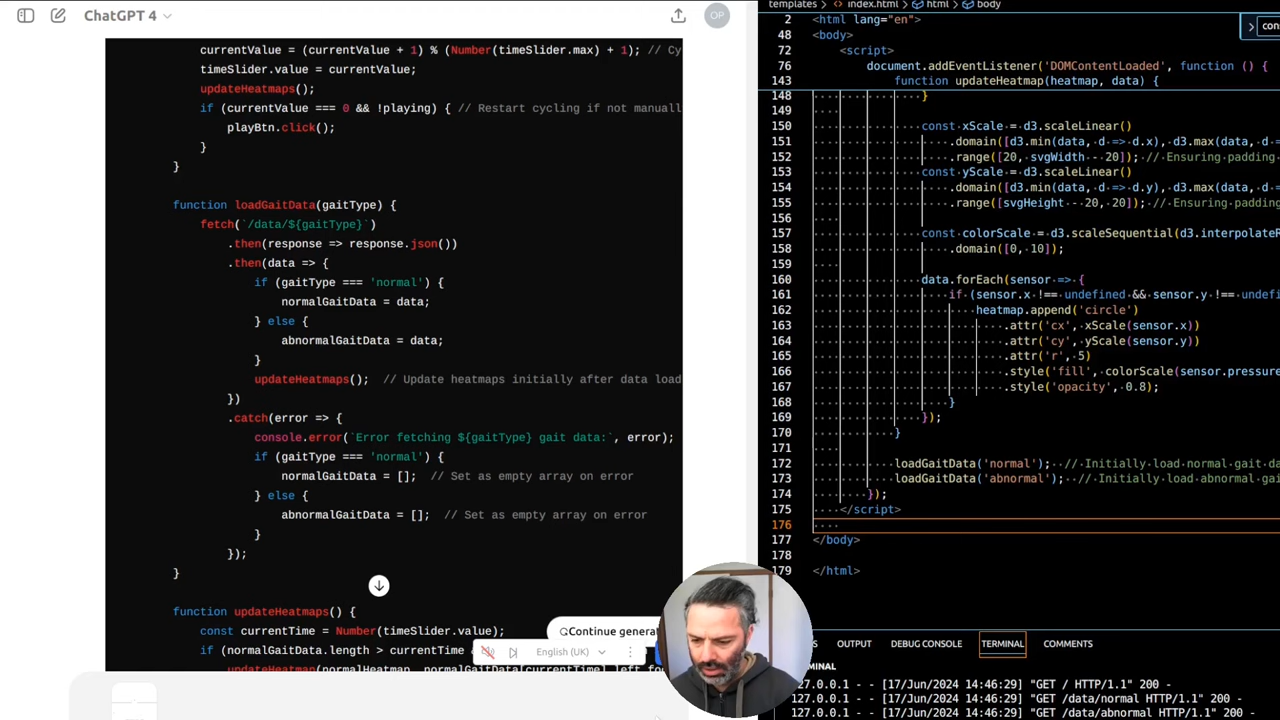 ChatGPT 4
OP
currentValue = (currentValue + 1) % (Number(timeSlider.max) + 1); // Cy
timeSlider.value = currentValue;
updateHeatmaps();
if (currentValue === 0 && !playing) { // Restart cycling if not manuall
playBtn.click();
}
}
function loadGaitData(gaitType) {
fetch(`/data/${gaitType}`)
.then(response => response.json())
.then(data => {
if (gaitType === 'normal') {
normalGaitData = data;
} else {
abnormalGaitData = data;
}
updateHeatmaps(); // Update heatmaps initially after data load
})
.catch(error => {
console.error(`Error fetching ${gaitType} gait data:`, error);
if (gaitType === 'normal') {
normalGaitData = []; // Set as empty array on error
} else {
abnormalGaitData = []; // Set as empty array on error
}
});
}
function updateHeatmaps() {
const currentTime = Number(timeSlider.value);
if (normalGaitData.length > currentTime
updateHeatmap(normalHeatmap, normalGaitData[currentTime].left_foo
Continue genera
English (UK)
templates > index.html > html > body
2 <html lang="en">
48 <body>
72 <script>
76 document.addEventListener('DOMContentLoaded', function () {
143 function updateHeatmap(heatmap, data) {
con
148 }
149
150 const xScale = d3.scaleLinear()
151 .domain([d3.min(data, d => d.x), d3.max(data, d =
152 .range([20, svgWidth - 20]); // Ensuring padding
153 const yScale = d3.scaleLinear()
154 .domain([d3.min(data, d => d.y), d3.max(data, d =
155 .range([svgHeight - 20, 20]); // Ensuring padding
156
157 const colorScale = d3.scaleSequential(d3.interpolateR
158 .domain([0, 10]);
159
160 data.forEach(sensor => {
161 if (sensor.x !== undefined && sensor.y !== undefi
162 heatmap.append('circle')
163 .attr('cx', xScale(sensor.x))
164 .attr('cy', yScale(sensor.y))
165 .attr('r', 5)
166 .style('fill', colorScale(sensor.pressure
167 .style('opacity', 0.8);
168 }
169 });
170 }
171
172 loadGaitData('normal'); // Initially load normal gait da
173 loadGaitData('abnormal'); // Initially load abnormal gai
174 });
175 </script>
176
177 </body>
178
179 </html>
OUTPUT DEBUG CONSOLE TERMINAL COMMENTS
MINAL
127.0.0.1 - - [17/Jun/2024 14:46:29] "GET / HTTP/1.1" 200 -
127.0.0.1 - - [17/Jun/2024 14:46:29] "GET /data/normal HTTP/1.1" 200 -
127.0.0.1 - - [17/Jun/2024 14:46:29] "GET /data/abnormal HTTP/1.1" 200 -